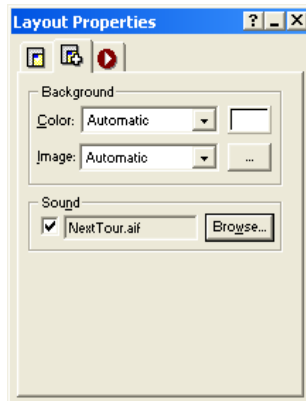 Layout Properties
Background
Color: Automatic
Image: Automatic ...
Sound
NextTour.aif Browse...